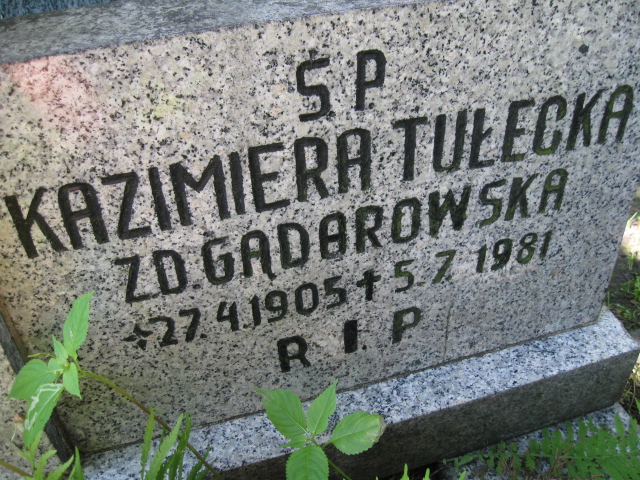 Ś.P.
KAZIMIERA TUŁECKA
ZD. GĄDAROWSKA
* 27.4.1905 + 5.7.1981
R.I.P